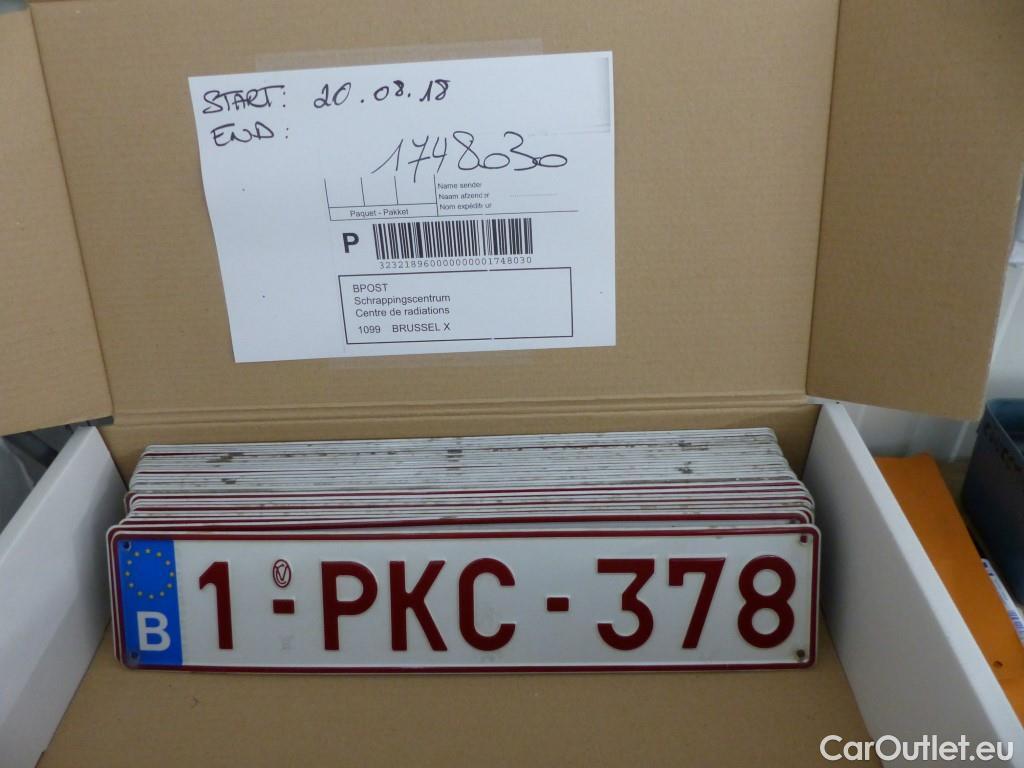 START: 20.08.18
END:
1748030
Name sender
Naam afzender
Nom expéditeur
Paquet - Pakket
P
323218960000000001748030
BPOST
Schrappingscentrum
Centre de radiations
1099 BRUSSEL X
B 1-PKC-378
CarOutlet.eu